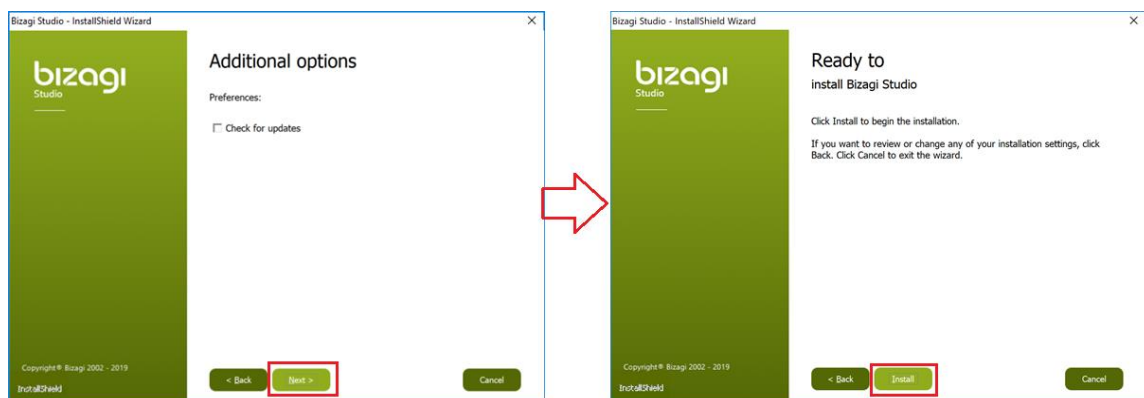 Bizagi Studio - InstallShield Wizard
bizagi
Studio
Additional options
Preferences:
Check for updates
Copyright® Bizagi 2002 - 2019
InstallShield
< Back
Next >
Cancel
Bizagi Studio - InstallShield Wizard
bizagi
Studio
Ready to
install Bizagi Studio
Click Install to begin the installation.
If you want to review or change any of your installation settings, click
Back. Click Cancel to exit the wizard.
Copyright® Bizagi 2002 - 2019
InstallShield
< Back
Install
Cancel